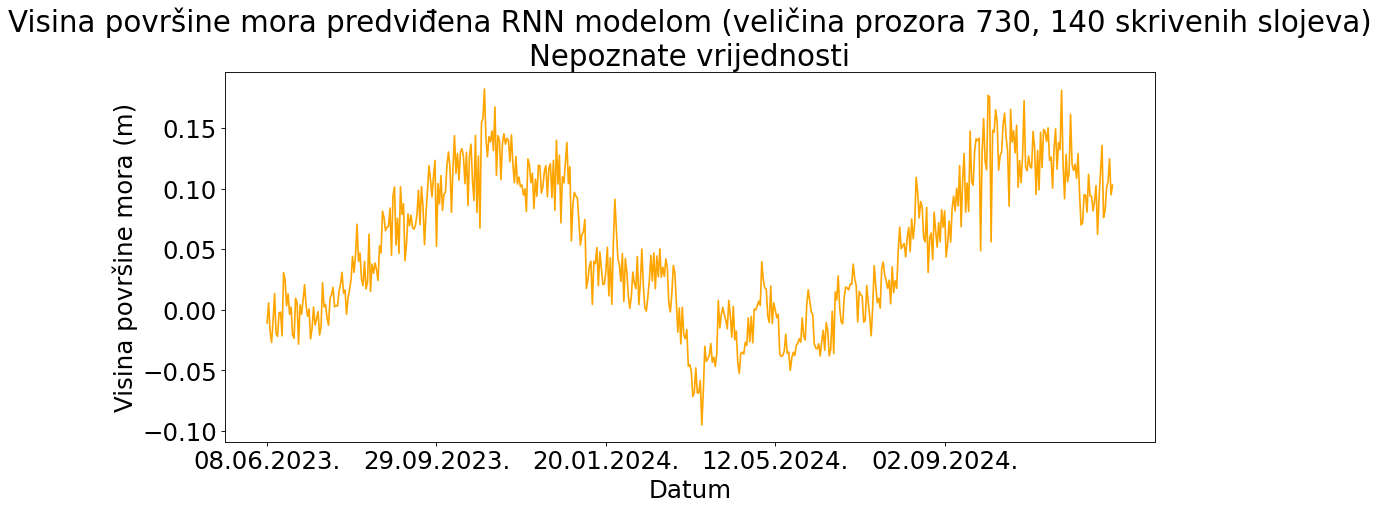 Visina površine mora predviđena RNN modelom (veličina prozora 730, 140 skrivenih slojeva)
Nepoznate vrijednosti
Visina površine mora (m)
0.15
0.10
0.05
0.00
−0.05
−0.10
08.06.2023. 29.09.2023. 20.01.2024. 12.05.2024. 02.09.2024.
Datum